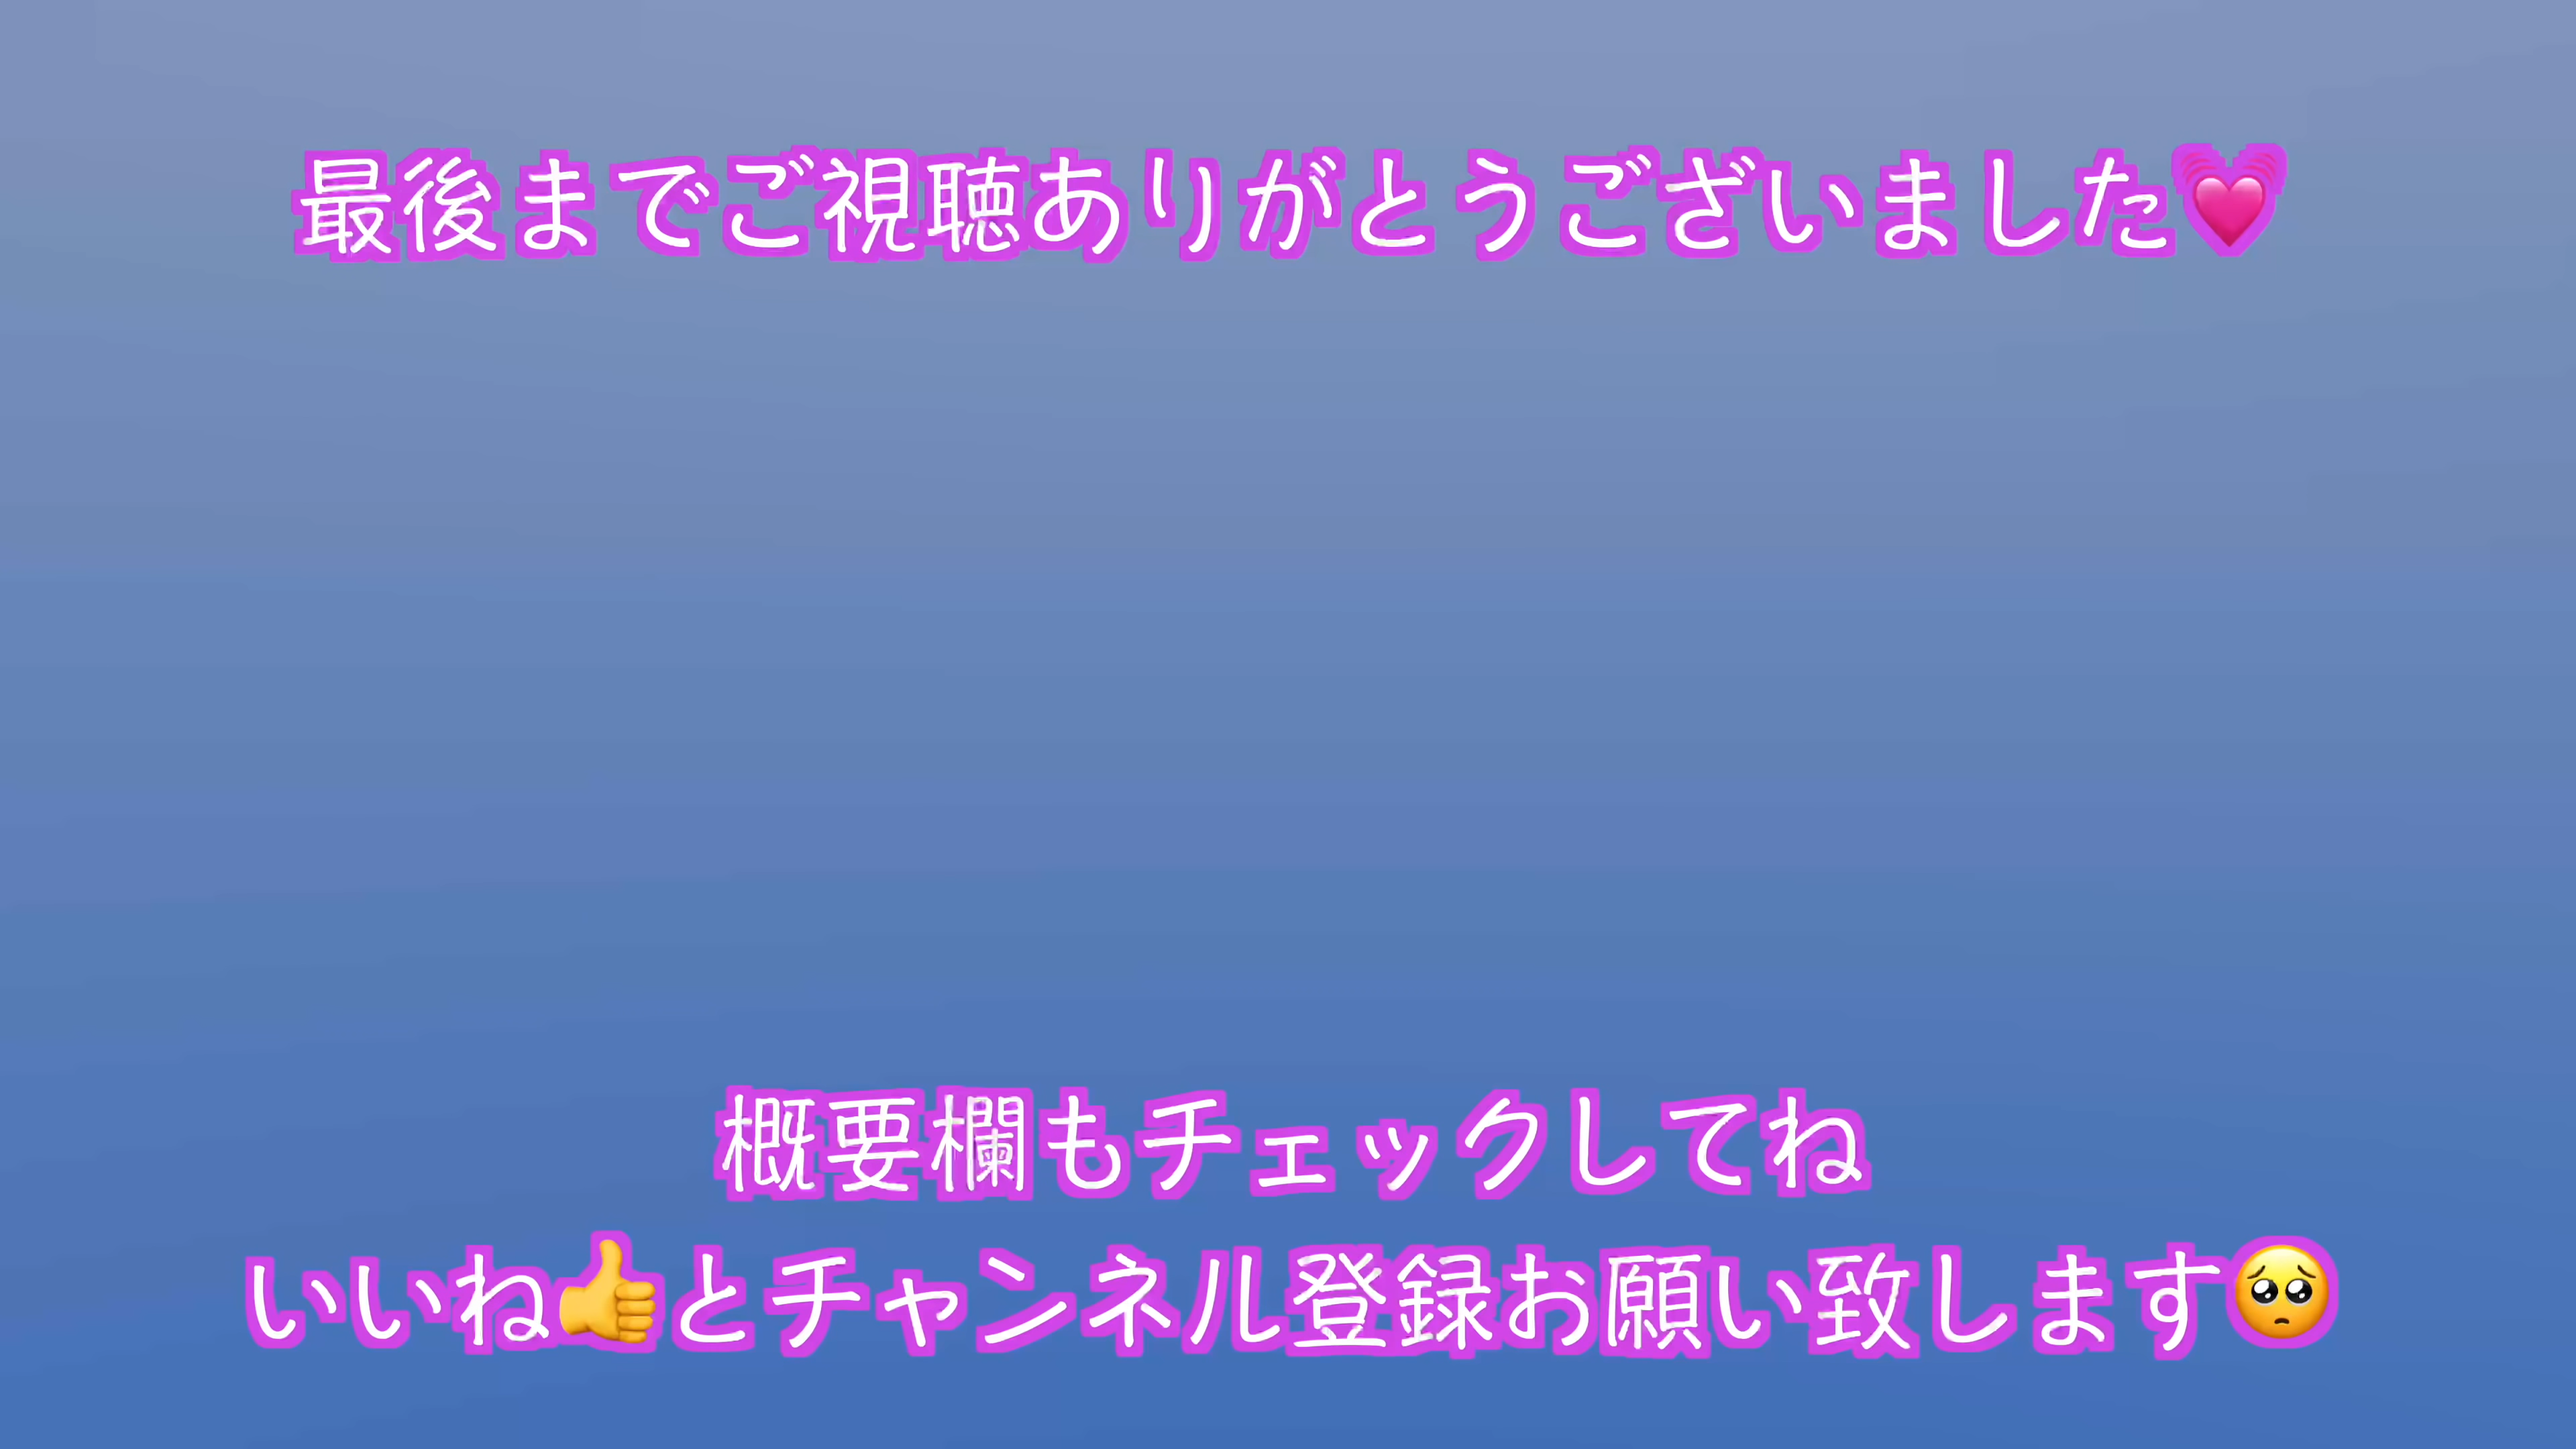 最後までご視聴ありがとうございました💓
概要欄もチェックしてね
いいね👍とチャンネル登録お願い致します🥺